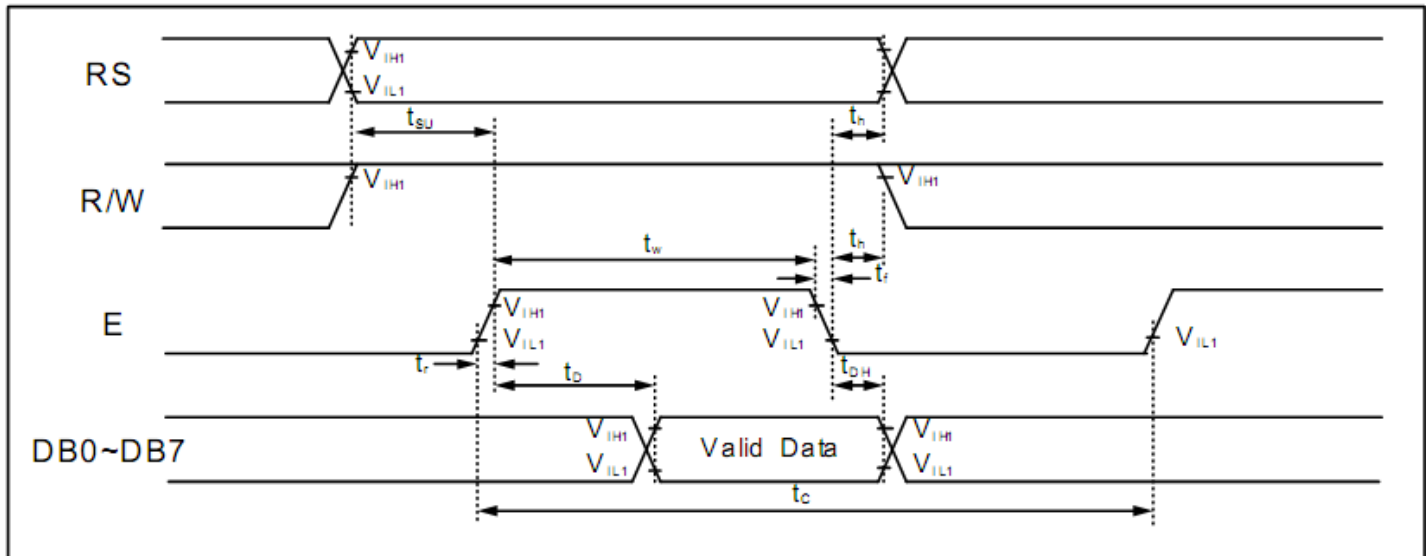 RS
VIH1
VIL1
tSU
th
R/W
VIH1
VIH1
tw
th
tf
E
VIH1
VIL1
VIH1
VIL1
VIL1
tr
tD
tDH
DB0~DB7
VIH1
VIL1
Valid Data
VIH1
VIL1
tC